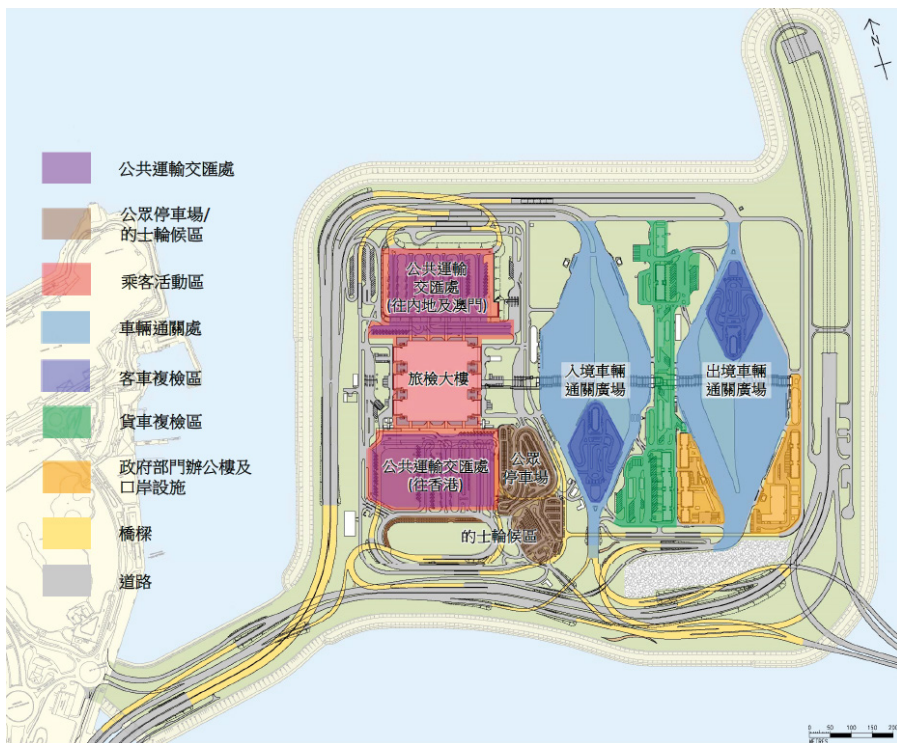 N
公共運輸交匯處
公眾停車場/
的士輪候區
乘客活動區
車輛通關處
客車複檢區
貨車複檢區
政府部門辦公樓及
口岸設施
橋樑
道路
公共運輸
交匯處
(往內地及澳門)
旅檢大樓
入境車輛
通關廣場
出境車輛
通關廣場
公共運輸交匯處
(往香港)
公眾
停車場
的士輪候區
0 50 100 150 200
METRES